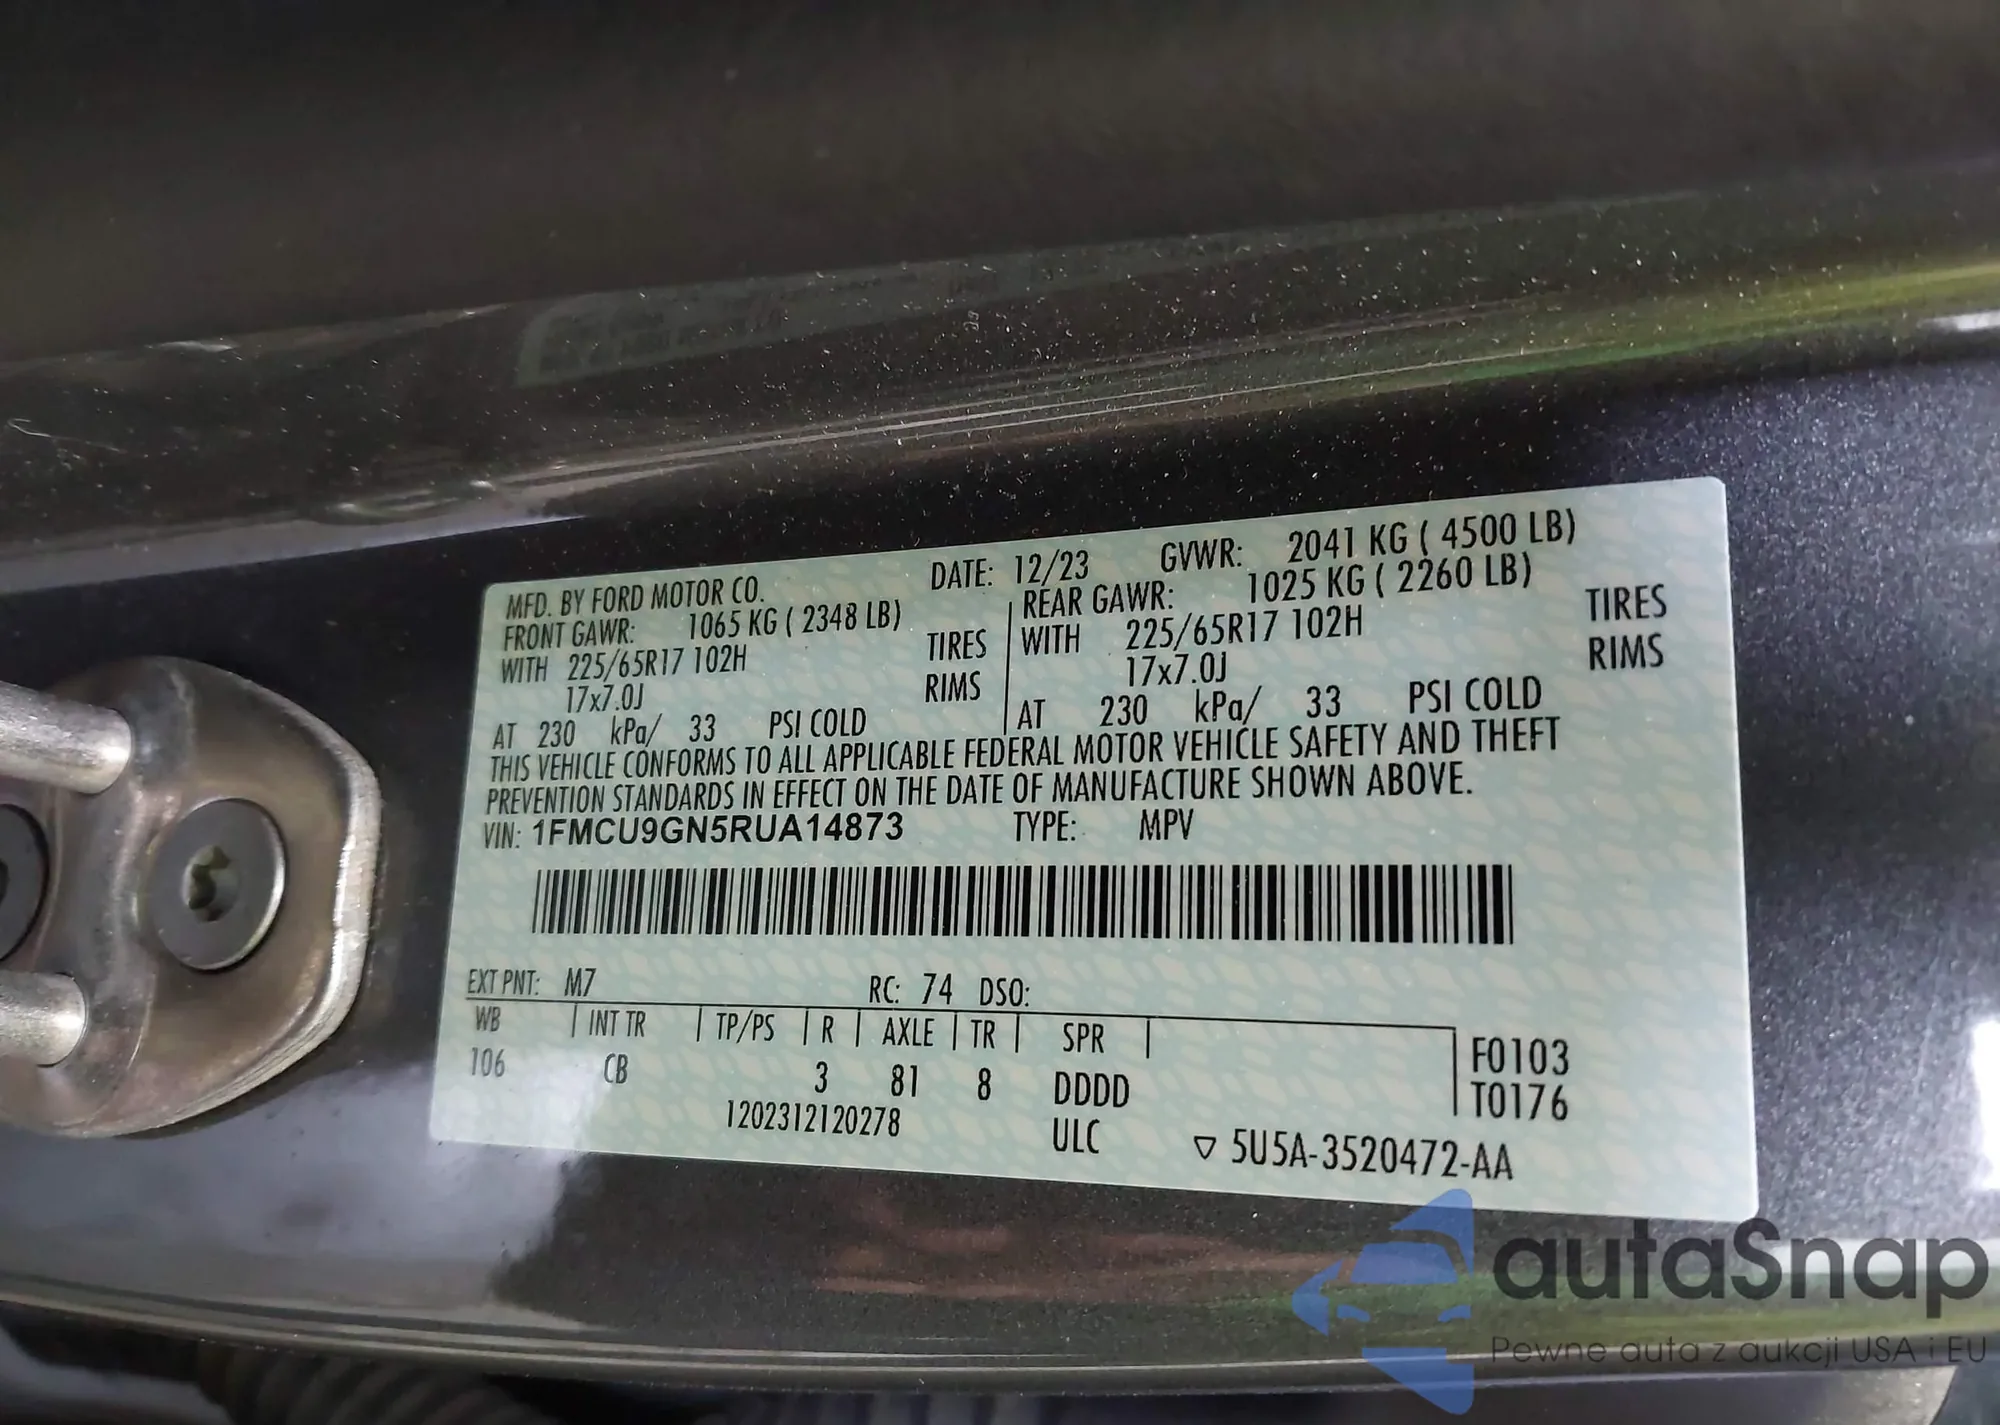 MFD. BY FORD MOTOR CO. DATE: 12/23 GVWR: 2041 KG ( 4500 LB)
FRONT GAWR: 1065 KG ( 2348 LB) REAR GAWR: 1025 KG ( 2260 LB)
WITH 225/65R17 102H TIRES WITH 225/65R17 102H TIRES
17x7.0J RIMS 17x7.0J RIMS
AT 230 kPa/ 33 PSI COLD AT 230 kPa/ 33 PSI COLD
THIS VEHICLE CONFORMS TO ALL APPLICABLE FEDERAL MOTOR VEHICLE SAFETY AND THEFT
PREVENTION STANDARDS IN EFFECT ON THE DATE OF MANUFACTURE SHOWN ABOVE.
VIN: 1FMCU9GN5RUA14873 TYPE: MPV
EXT PNT: M7 RC: 74 DSO:
WB INT TR TP/PS R AXLE TR SPR
106 CB 3 81 8 DDDD
F0103
T0176
1202312120278 ULC ▽ 5U5A-3520472-AA
autaSnap
Pewne auta z aukcji USA i EU